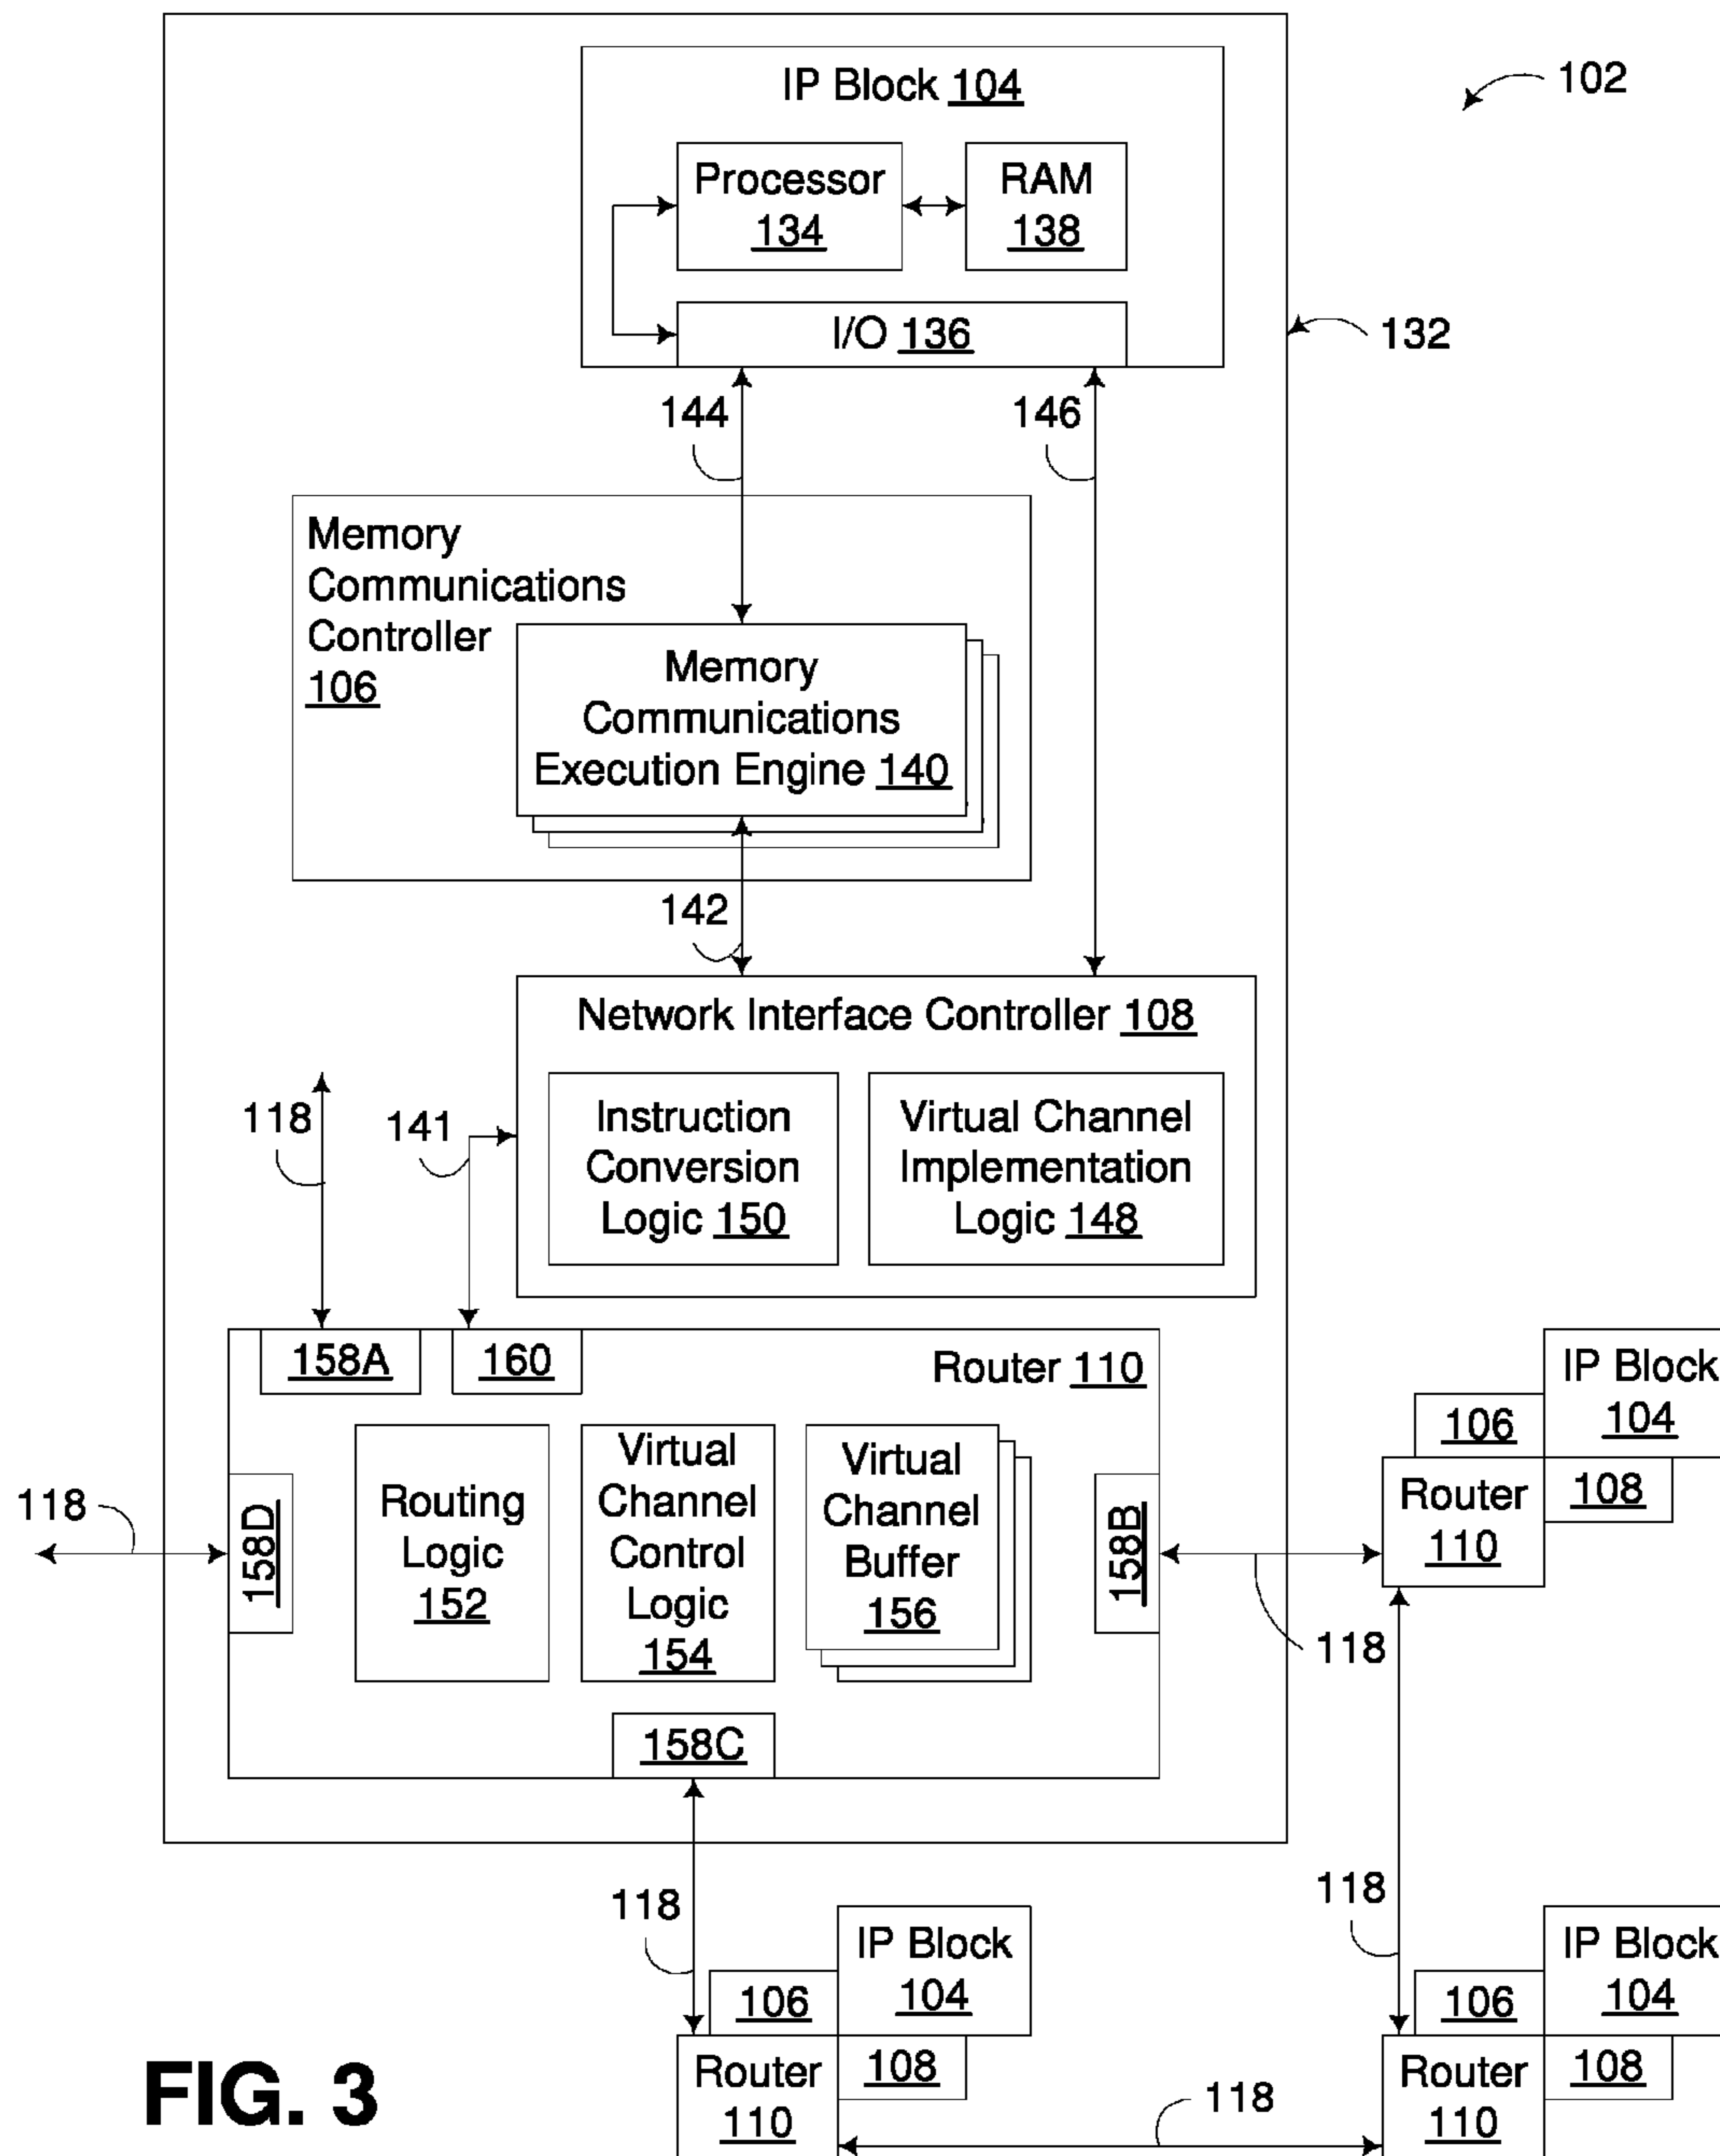 IP Block 104
102
Processor
134
RAM
138
I/O 136
132
144
146
Memory
Communications
Controller
106
Memory
Communications
Execution Engine 140
142
Network Interface Controller 108
118
141
Instruction
Conversion
Logic 150
Virtual Channel
Implementation
Logic 148
158A
160
Router 110
IP Block
104
106
Router
110
108
118
158D
Routing
Logic
152
Virtual
Channel
Control
Logic
154
Virtual
Channel
Buffer
156
158B
118
158C
118
118
IP Block
104
106
Router
110
108
IP Block
104
106
Router
110
108
118
FIG. 3